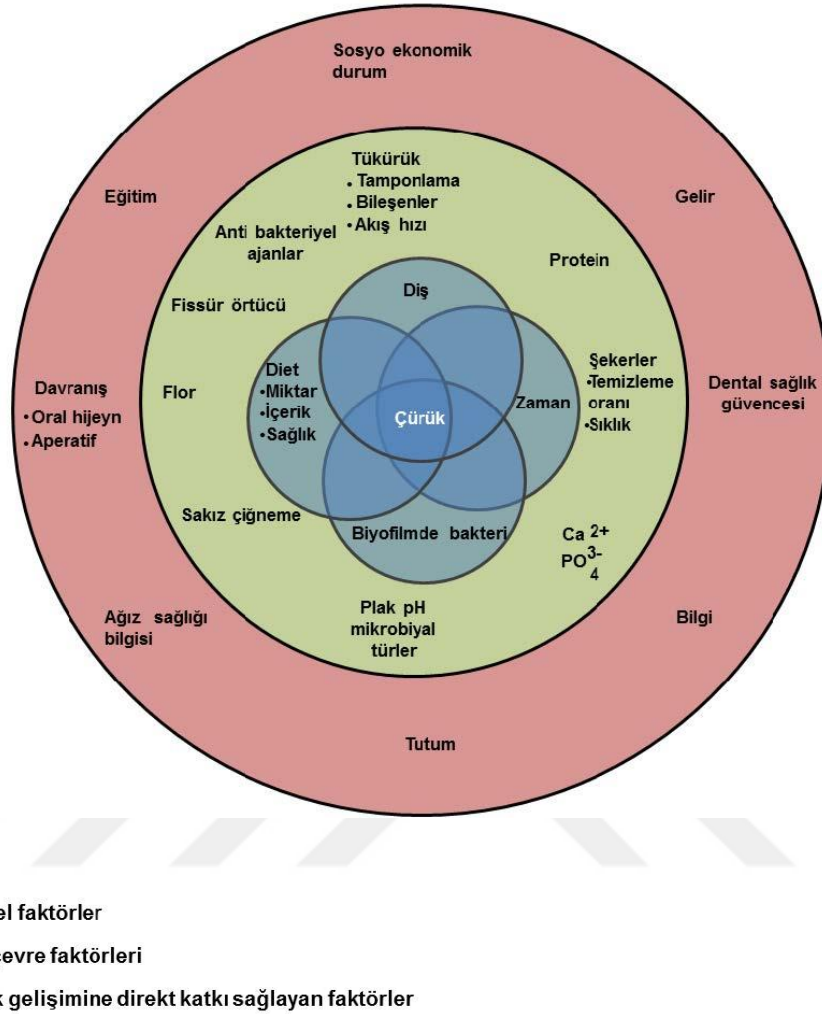 Sosyo ekonomik
durum
Eğitim
Gelir
Tükürük
• Tamponlama
• Bileşenler
• Akış hızı
Anti bakteriyel
ajanlar
Protein
Fissür örtücü
Diş
Flor
Diet
• Miktar
• İçerik
• Sağlık
Zaman
Şekerler
• Temizleme
oranı
• Sıklık
Davranış
• Oral hijeyn
• Aperatif
Dental sağlık
güvencesi
Çürük
Sakız çiğneme
Biyofilmde bakteri
Ca 2+
PO 3-
4
Plak pH
mikrobiyal
türler
Ağız sağlığı
bilgisi
Bilgi
Tutum
el faktörler
çevre faktörleri
k gelişimine direkt katkı sağlayan faktörler